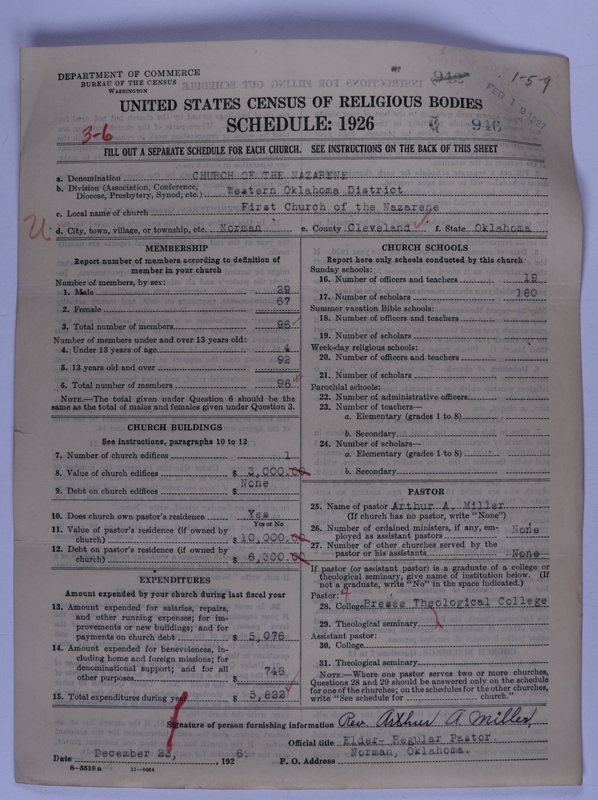 DEPARTMENT OF COMMERCE
BUREAU OF THE CENSUS
WASHINGTON
1-5-9
UNITED STATES CENSUS OF RELIGIOUS BODIES
SCHEDULE: 1926
946
3-6
FILL OUT A SEPARATE SCHEDULE FOR EACH CHURCH. SEE INSTRUCTIONS ON THE BACK OF THIS SHEET
a. Denomination CHURCH OF THE NAZARENE
b. Division (Association, Conference, Diocese, Presbytery, Synod, etc.) Western Oklahoma District
c. Local name of church First Church of the Nazarene
U. d. City, town, village, or township, etc. Norman e. County Cleveland f. State Oklahoma
MEMBERSHIP
Report number of members according to definition of
member in your church
Number of members, by sex:
1. Male 29
2. Female 67
3. Total number of members 96
Number of members under and over 13 years old:
4. Under 13 years of age 4
5. 13 years old and over 92
6. Total number of members 96
NOTE.—The total given under Question 6 should be the
same as the total of males and females given under Question 3.
CHURCH BUILDINGS
See instructions, paragraphs 10 to 12
7. Number of church edifices 1
8. Value of church edifices $ 3,000.00
9. Debt on church edifices $ None
10. Does church own pastor's residence Yes
Yes or No
11. Value of pastor's residence (if owned by
church) $ 10,000.00
12. Debt on pastor's residence (if owned by
church) $ 6,300.00
EXPENDITURES
Amount expended by your church during last fiscal year
13. Amount expended for salaries, repairs,
and other running expenses; for im-
provements or new buildings; and for
payments on church debt $ 5,076
14. Amount expended for benevolences, in-
cluding home and foreign missions; for
denominational support; and for all
other purposes $ 746
15. Total expenditures during year $ 5,822
CHURCH SCHOOLS
Report here only schools conducted by this church
Sunday schools:
16. Number of officers and teachers 19
17. Number of scholars 180
Summer vacation Bible schools:
18. Number of officers and teachers
19. Number of scholars
Week-day religious schools:
20. Number of officers and teachers
21. Number of scholars
Parochial schools:
22. Number of administrative officers
23. Number of teachers—
a. Elementary (grades 1 to 8)
b. Secondary
24. Number of scholars—
a. Elementary (grades 1 to 8)
b. Secondary
PASTOR
25. Name of pastor Arthur A. Miller
(If church has no pastor, write "None")
26. Number of ordained ministers, if any, em-
ployed as assistant pastors None
27. Number of other churches served by the
pastor or his assistants None
If pastor (or assistant pastor) is a graduate of a college or
theological seminary, give name of institution below. (If
not a graduate, write "No" in the space indicated.)
Pastor: 4
28. College Bresee Theological College
29. Theological seminary
Assistant pastor:
30. College
31. Theological seminary
NOTE.—Where one pastor serves two or more churches,
Questions 28 and 29 should be answered only on the schedule
for one of the churches; on the schedules for the other churches,
write "See schedule for church."
Signature of person furnishing information Rev. Arthur A Miller,
Official title Elder- Regular Pastor.
Date December 23, 1926. P. O. Address Norman, Oklahoma.
8-5518a 11-9054